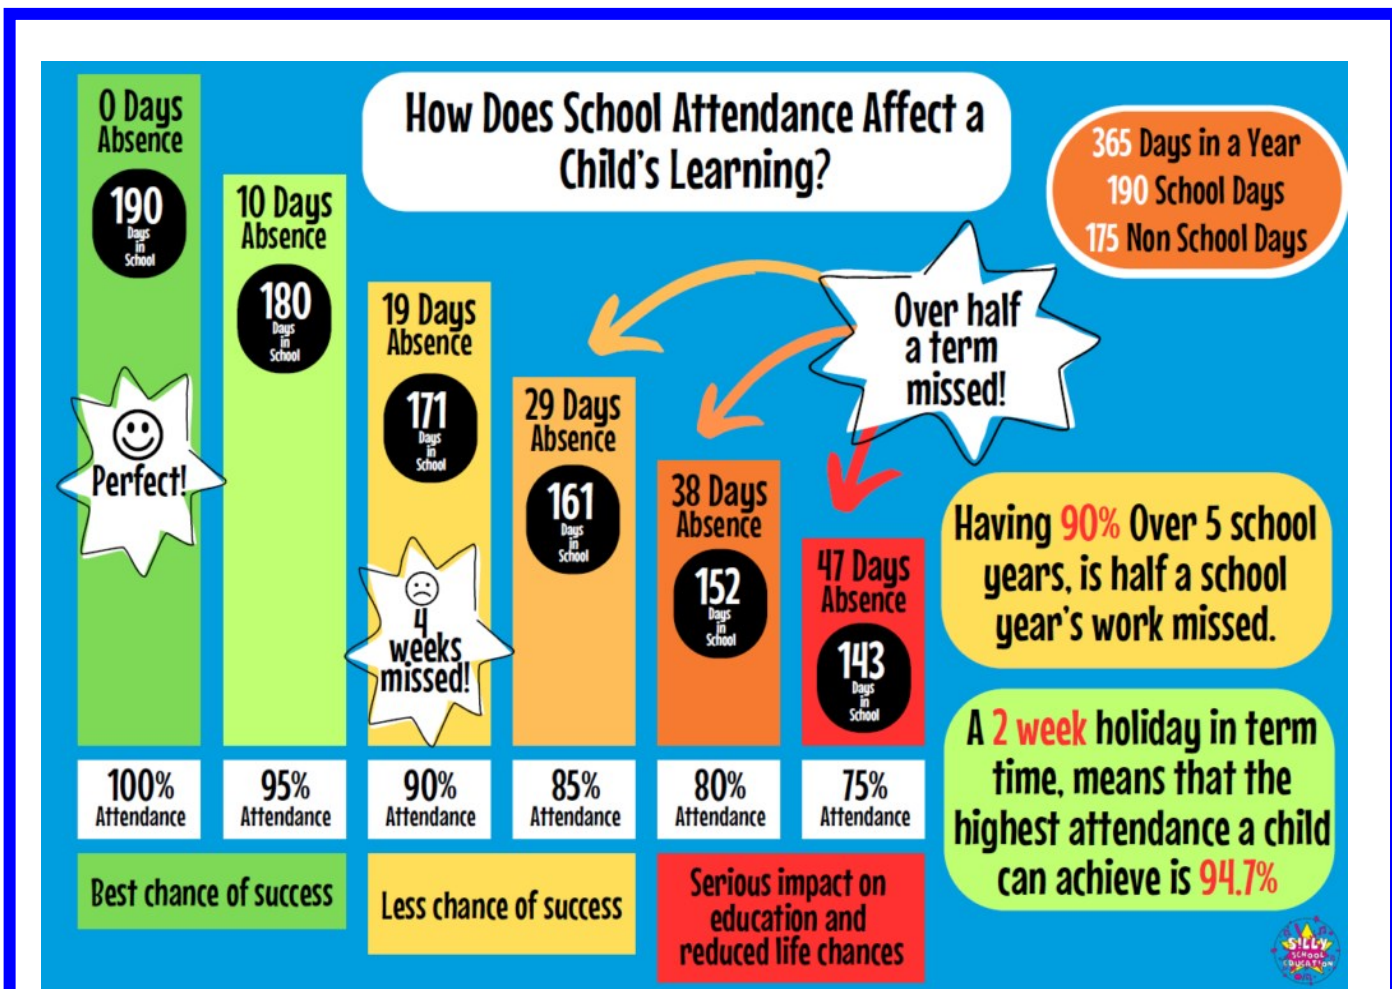 How Does School Attendance Affect a
Child's Learning?
365 Days in a Year
190 School Days
175 Non School Days
0 Days
Absence
190
Days
in
School
Perfect!
100%
Attendance
10 Days
Absence
180
Days
in
School
95%
Attendance
19 Days
Absence
171
Days
in
School
4
weeks
missed!
90%
Attendance
29 Days
Absence
161
Days
in
School
85%
Attendance
38 Days
Absence
152
Days
in
School
80%
Attendance
47 Days
Absence
143
Days
in
School
75%
Attendance
Over half
a term
missed!
Having 90% Over 5 school
years, is half a school
year's work missed.
A 2 week holiday in term
time, means that the
highest attendance a child
can achieve is 94.7%
Best chance of success
Less chance of success
Serious impact on
education and
reduced life chances
SILLY
SCHOOL
EDUCATION